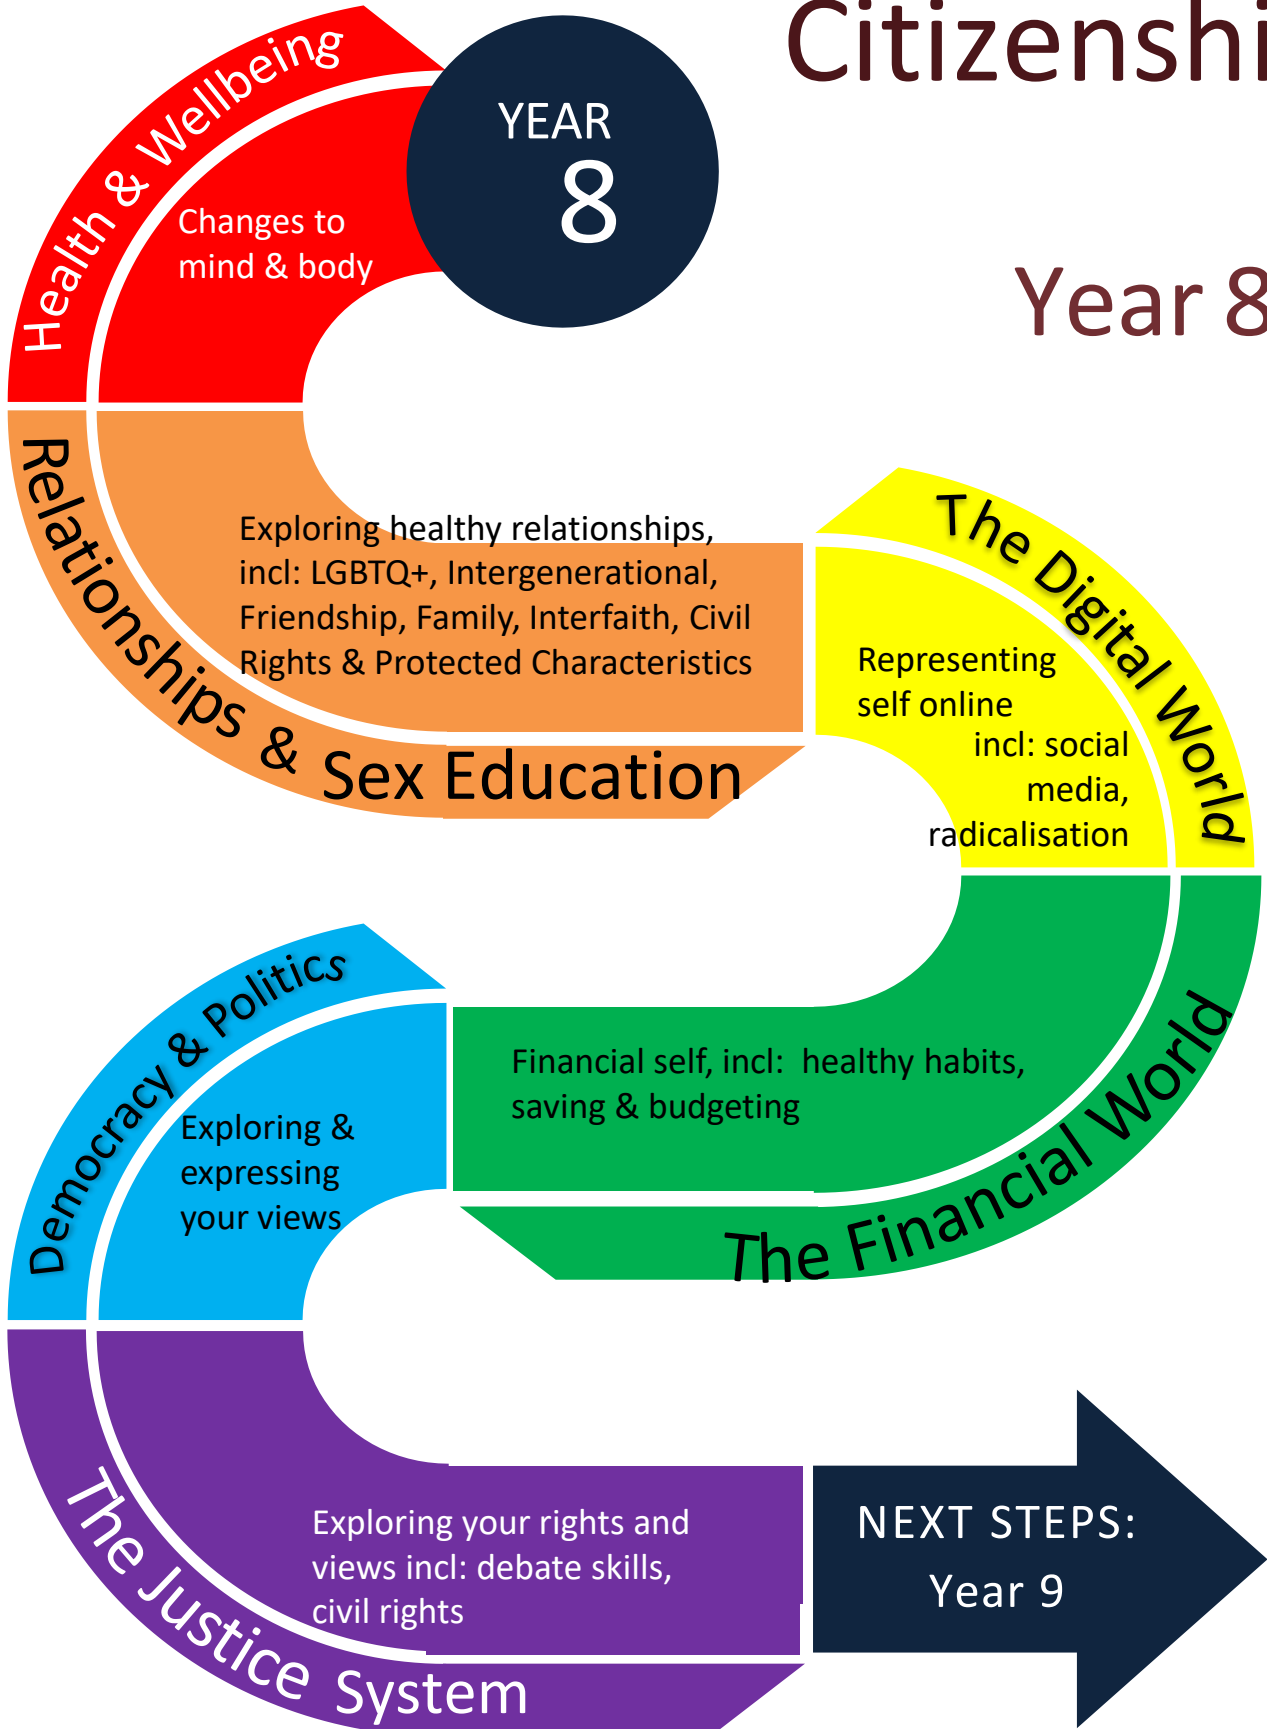 Citizenshi
YEAR
8
Year 8
Health & Wellbeing
Changes to
mind & body
Relationships & Sex Education
Exploring healthy relationships,
incl: LGBTQ+, Intergenerational,
Friendship, Family, Interfaith, Civil
Rights & Protected Characteristics
The Digital World
Representing
self online
incl: social
media,
radicalisation
The Financial World
Financial self, incl: healthy habits,
saving & budgeting
Democracy & Politics
Exploring &
expressing
your views
The Justice System
Exploring your rights and
views incl: debate skills,
civil rights
NEXT STEPS:
Year 9